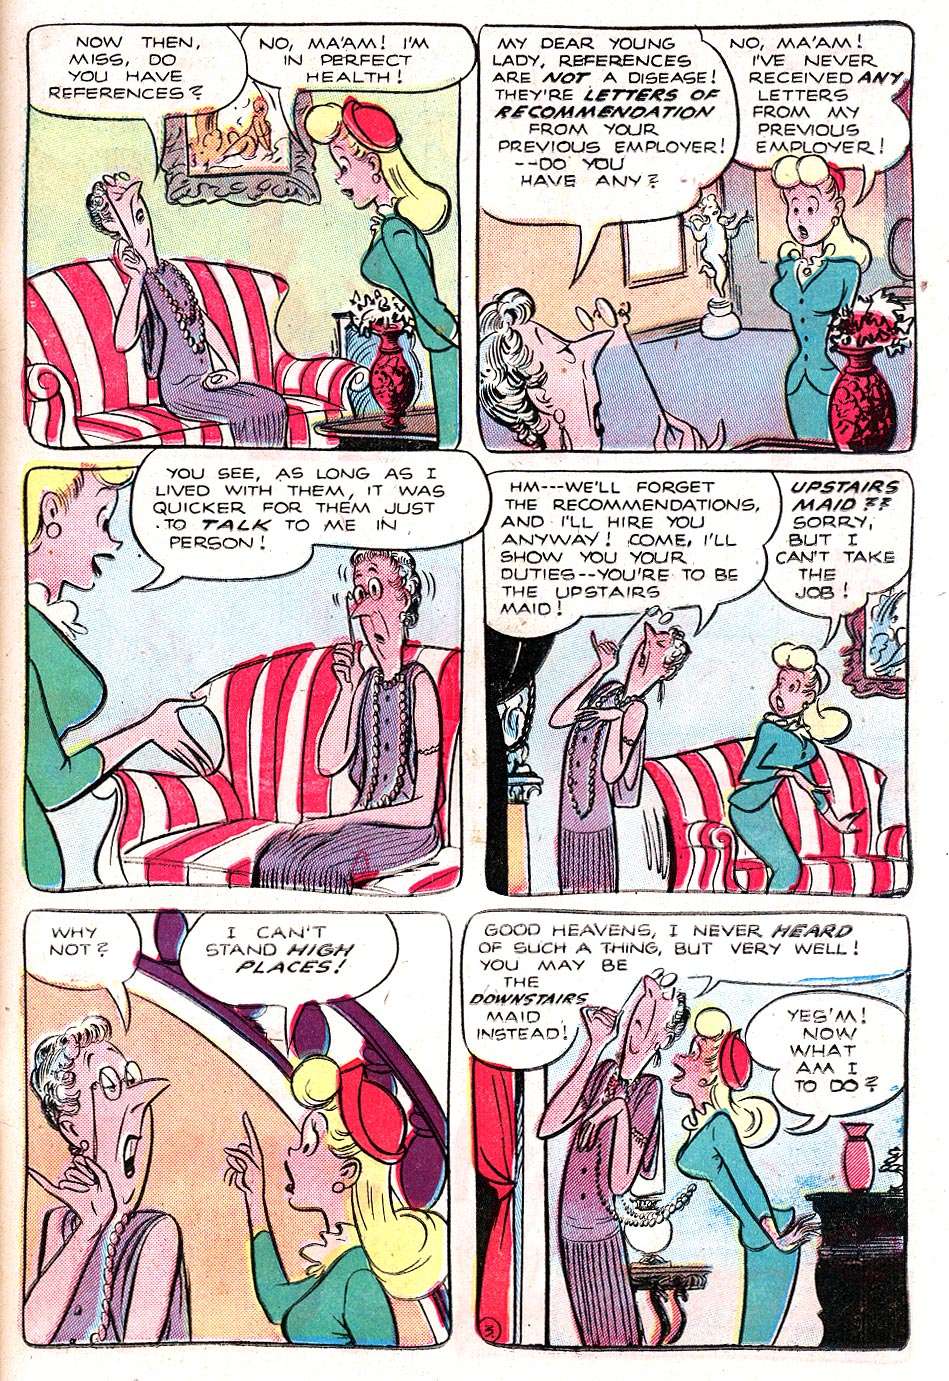 NOW THEN,
MISS, DO
YOU HAVE
REFERENCES?
NO, MA'AM! I'M
IN PERFECT
HEALTH!
MY DEAR YOUNG
LADY, REFERENCES
ARE NOT A DISEASE!
THEY'RE LETTERS OF
RECOMMENDATION
FROM YOUR
PREVIOUS EMPLOYER!
--DO YOU
HAVE ANY?
NO, MA'AM!
I'VE NEVER
RECEIVED ANY
LETTERS
FROM MY
PREVIOUS
EMPLOYER!
YOU SEE, AS LONG AS I
LIVED WITH THEM, IT WAS
QUICKER FOR THEM JUST
TO TALK TO ME IN
PERSON!
HM---WE'LL FORGET
THE RECOMMENDATIONS,
AND I'LL HIRE YOU
ANYWAY! COME, I'LL
SHOW YOU YOUR
DUTIES--YOU'RE TO BE
THE UPSTAIRS
MAID!
UPSTAIRS
MAID??
SORRY,
BUT I
CAN'T TAKE
THE
JOB!
WHY
NOT?
I CAN'T
STAND HIGH
PLACES!
GOOD HEAVENS, I NEVER HEARD
OF SUCH A THING, BUT VERY WELL!
YOU MAY BE
THE
DOWNSTAIRS
MAID
INSTEAD!
YES'M!
NOW
WHAT
AM I
TO DO?
3